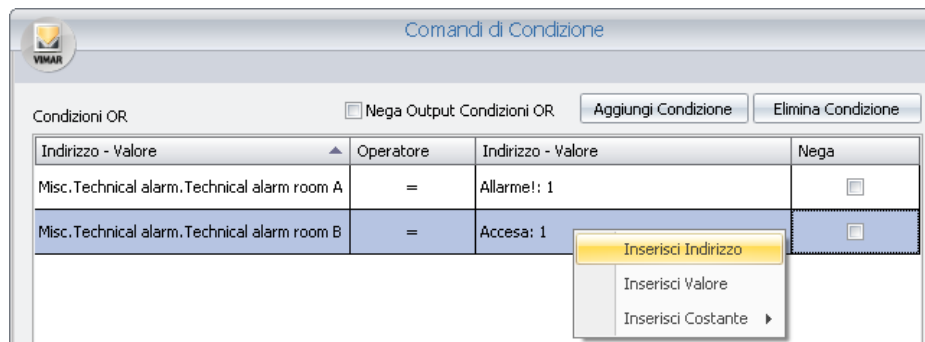 Comandi di Condizione
VIMAR
Condizioni OR
Nega Output Condizioni OR
Aggiungi Condizione
Elimina Condizione
Indirizzo - Valore
Operatore
Indirizzo - Valore
Nega
Misc.Technical alarm.Technical alarm room A
=
Allarme!: 1
Misc.Technical alarm.Technical alarm room B
=
Accesa: 1
Inserisci Indirizzo
Inserisci Valore
Inserisci Costante